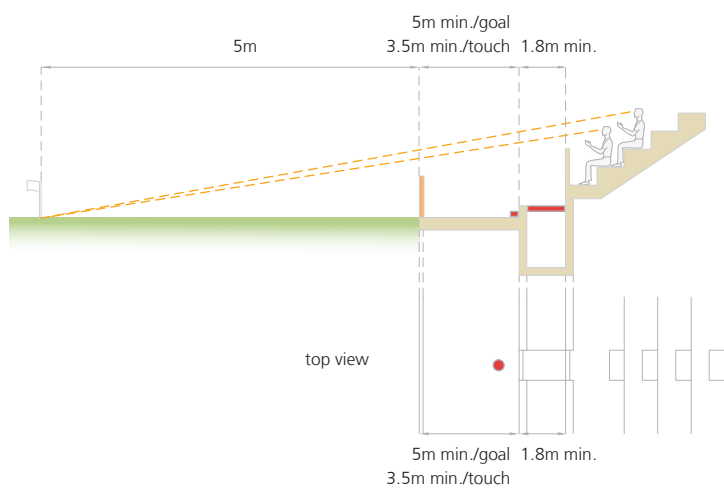 5m min./goal
5m 3.5m min./touch 1.8m min.
top view
5m min./goal 1.8m min.
3.5m min./touch